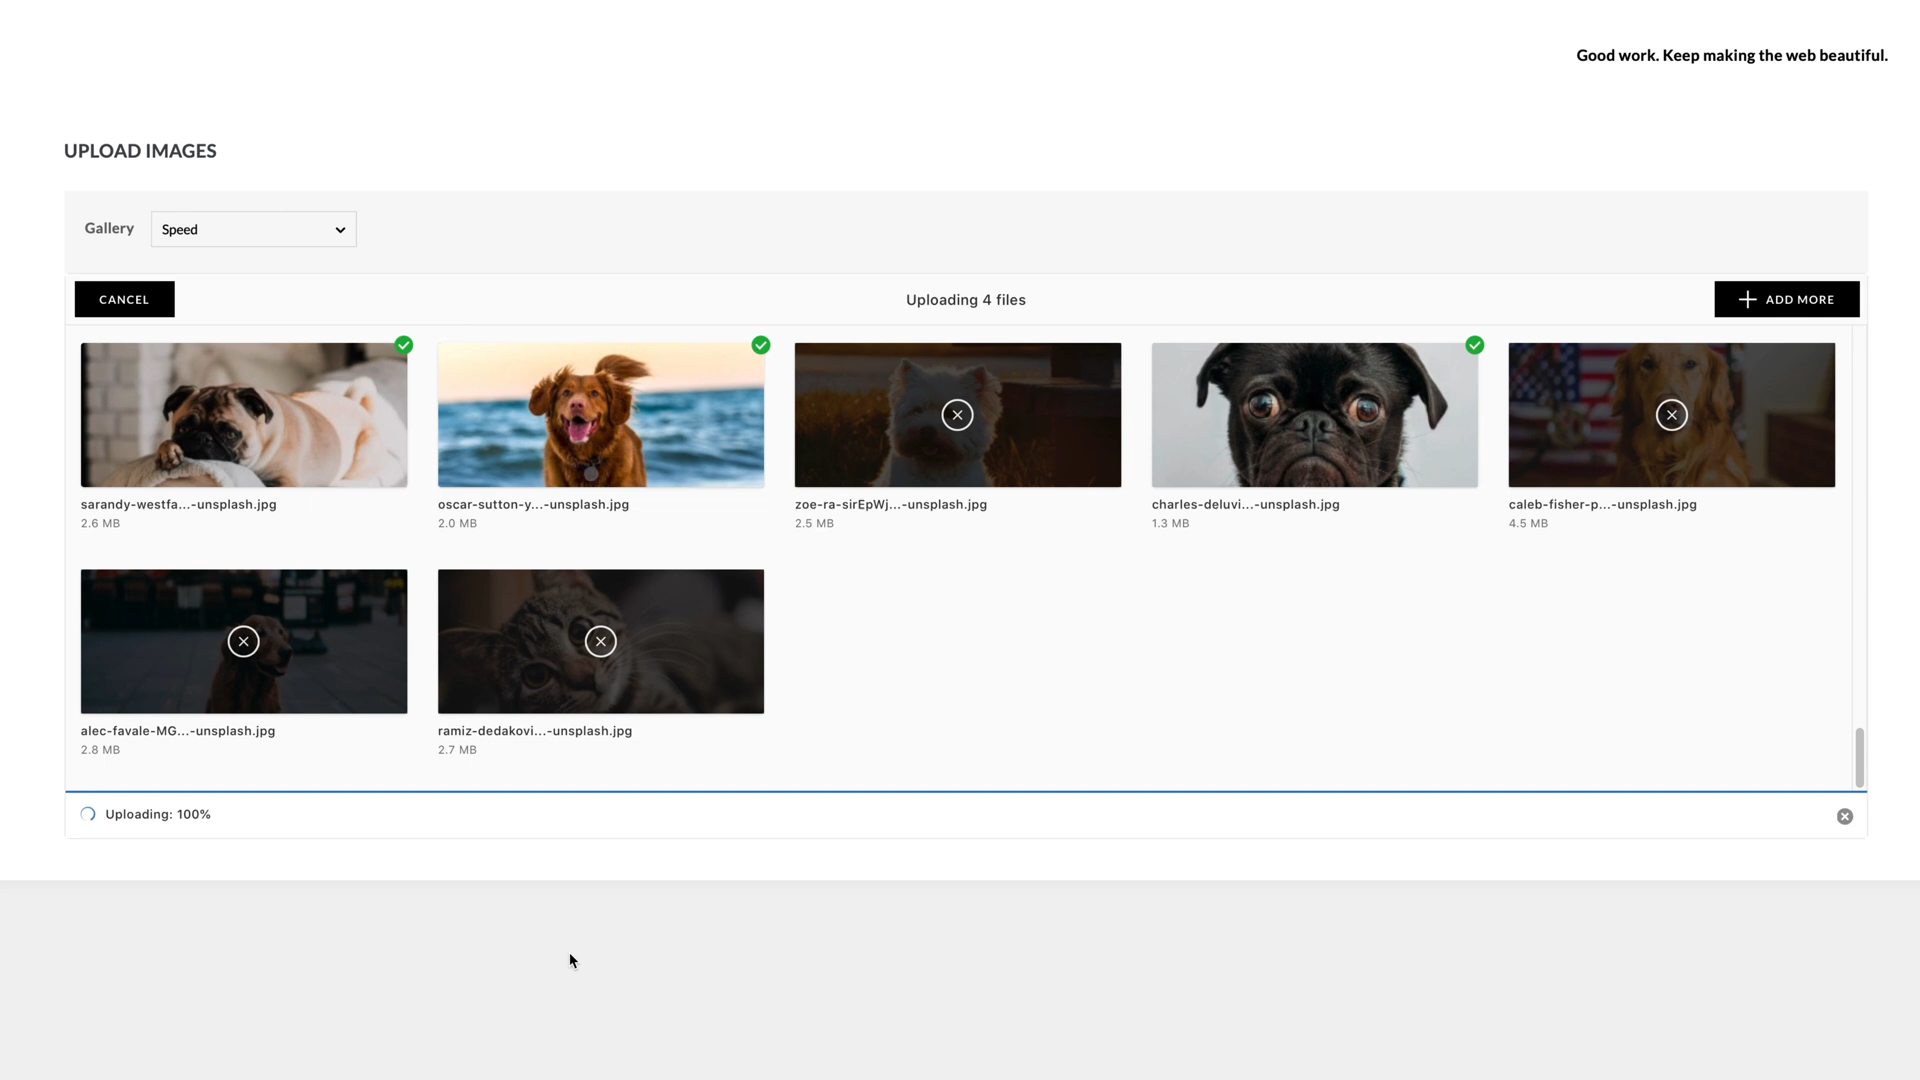 Good work. Keep making the web beautiful.
UPLOAD IMAGES
Gallery
Speed
CANCEL
Uploading 4 files
ADD MORE
sarandy-westfa...-unsplash.jpg
2.6 MB
oscar-sutton-y...-unsplash.jpg
2.0 MB
zoe-ra-sirEpWj...-unsplash.jpg
2.5 MB
charles-deluvi...-unsplash.jpg
1.3 MB
caleb-fisher-p...-unsplash.jpg
4.5 MB
alec-favale-MG...-unsplash.jpg
2.8 MB
ramiz-dedakovi...-unsplash.jpg
2.7 MB
Uploading: 100%